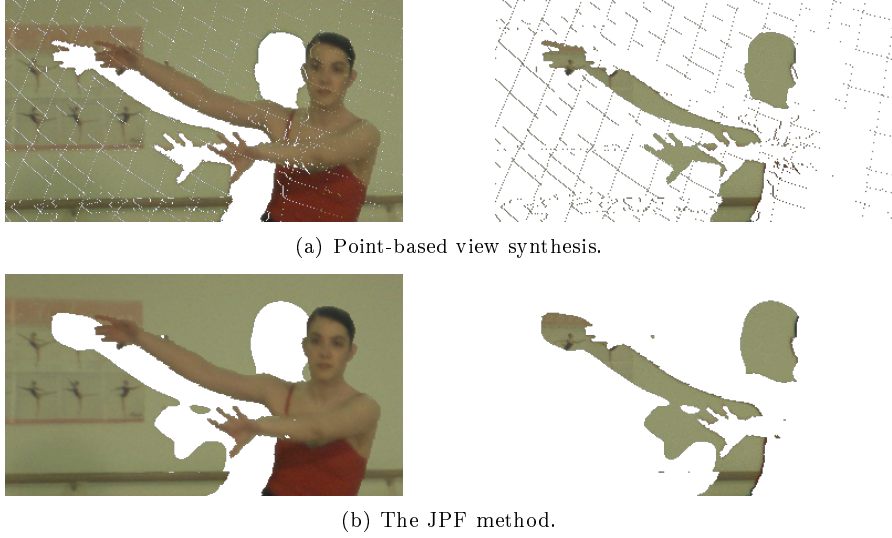 (a) Point-based view synthesis.
(b) The JPF method.